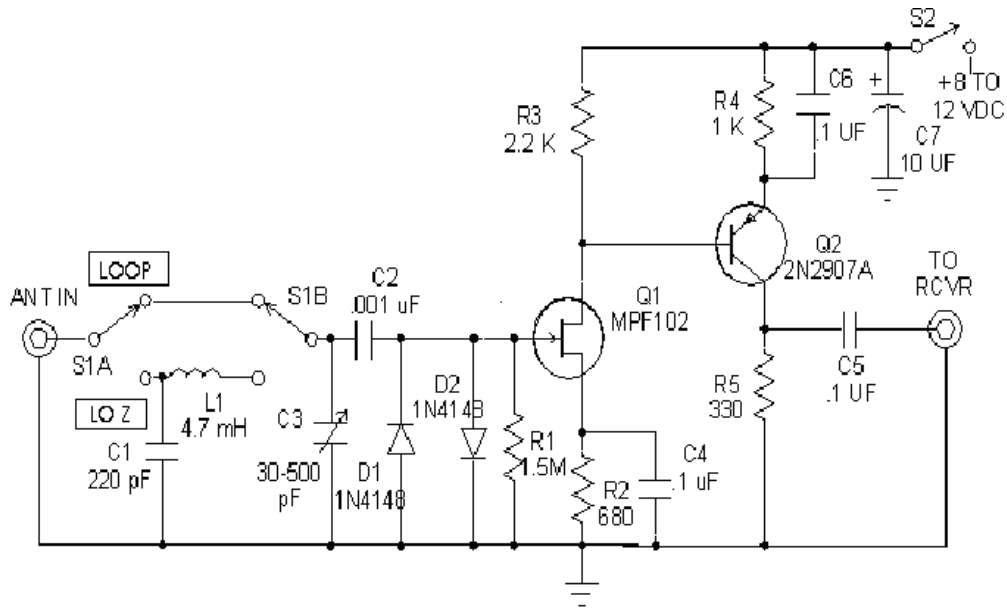 S2
+8 TO
12 VDC
C6
.1 UF
+
C7
10 UF
R4
1 K
R3
2.2 K
Q2
2N2907A
TO
RCVR
LOOP
ANT IN
S1A
S1B
C2
.001 uF
Q1
MPF102
C5
.1 UF
LO Z
L1
4.7 mH
C1
220 pF
C3
30-500
pF
D1
1N4148
D2
1N4148
R1
1.5M
R2
680
C4
.1 uF
R5
330